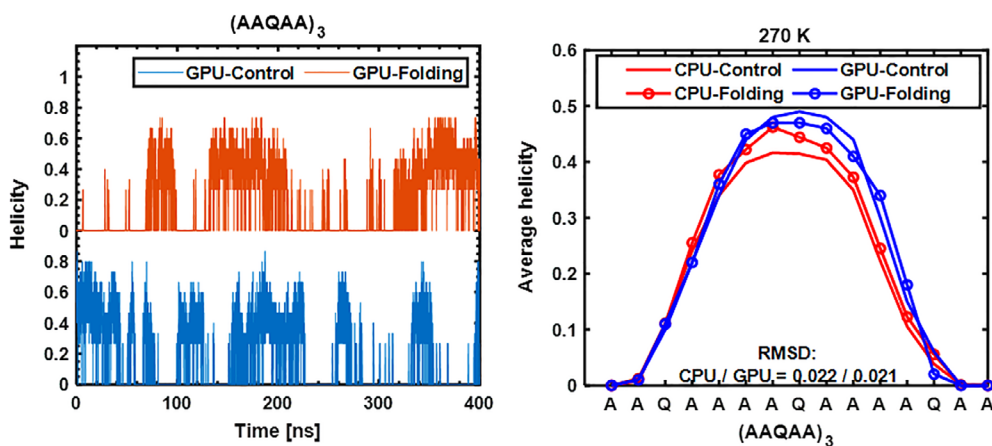 (AAQAA)3
GPU-Control GPU-Folding
Helicity
1
0.8
0.6
0.4
0.2
0
0.8
0.6
0.4
0.2
0
0 100 200 300 400
Time [ns]
270 K
CPU-Control GPU-Control
CPU-Folding GPU-Folding
Average helicity
0.6
0.5
0.4
0.3
0.2
0.1
0
RMSD:
CPU / GPU = 0.022 / 0.021
A A Q A A A A Q A A A A Q A A
(AAQAA)3